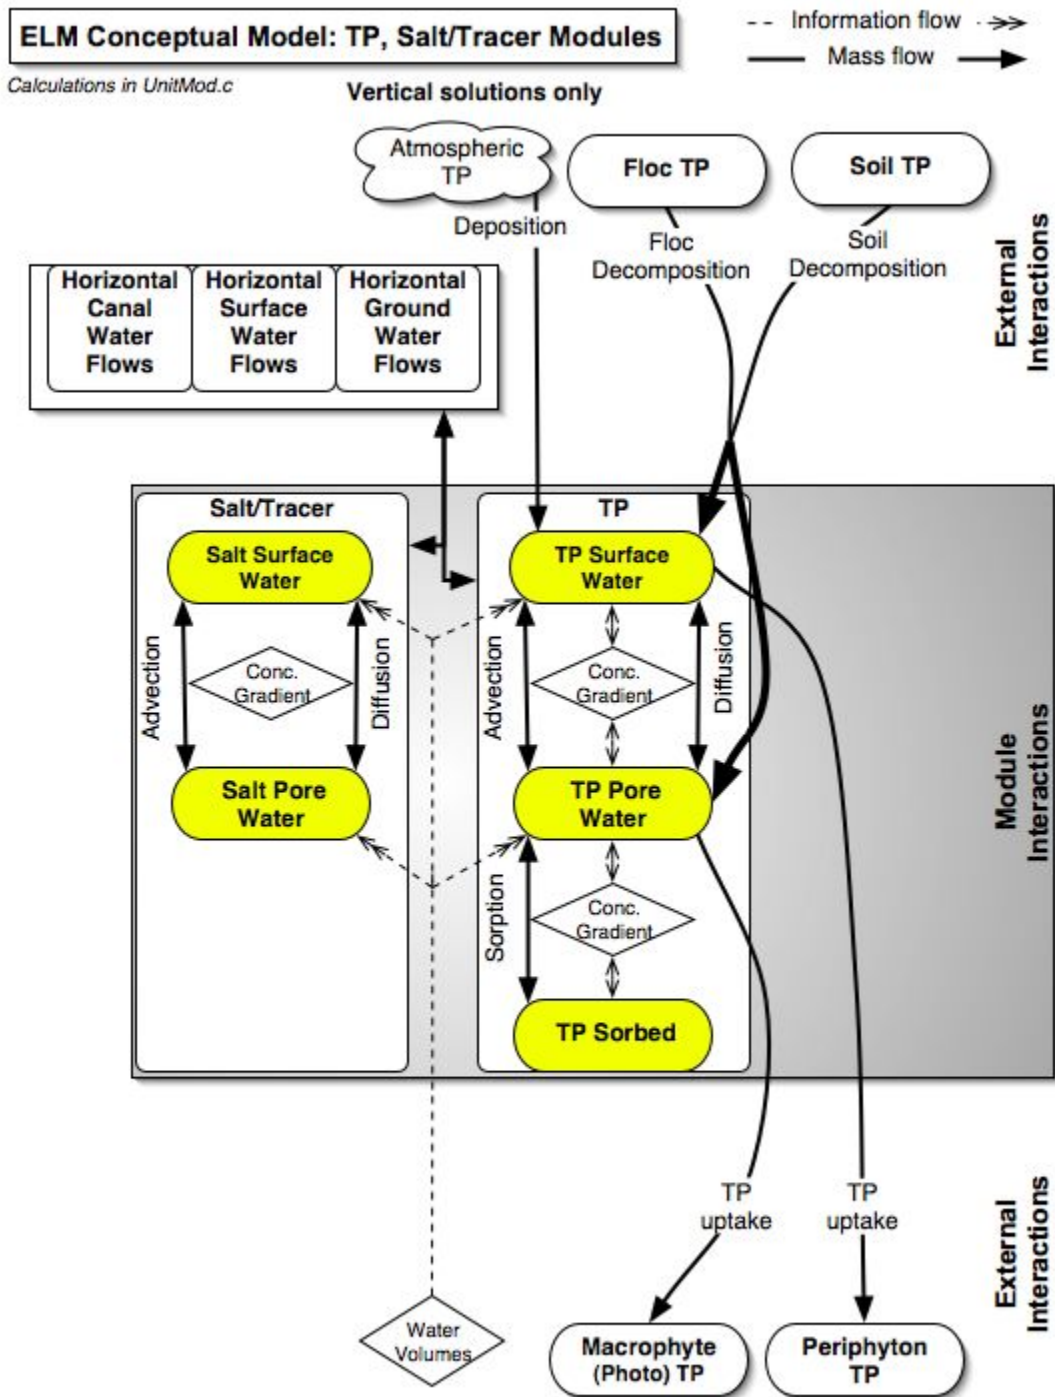 ELM Conceptual Model: TP, Salt/Tracer Modules
Information flow
Mass flow
Calculations in UnitMod.c
Vertical solutions only
Atmospheric
TP
Floc TP
Soil TP
Deposition
Floc
Decomposition
Soil
Decomposition
External
Interactions
Horizontal
Canal
Water
Flows
Horizontal
Surface
Water
Flows
Horizontal
Ground
Water
Flows
Salt/Tracer
TP
Salt Surface
Water
TP Surface
Water
Advection
Conc.
Gradient
Diffusion
Advection
Conc.
Gradient
Diffusion
Salt Pore
Water
TP Pore
Water
Module
Interactions
Sorption
Conc.
Gradient
TP Sorbed
TP
uptake
TP
uptake
External
Interactions
Water
Volumes
Macrophyte
(Photo) TP
Periphyton
TP